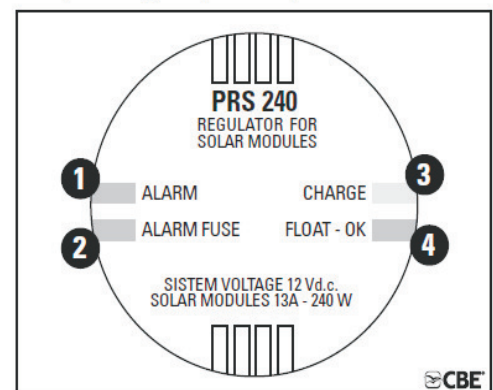 PRS 240
REGULATOR FOR
SOLAR MODULES
1 ALARM CHARGE 3
2 ALARM FUSE FLOAT - OK 4
SISTEM VOLTAGE 12 Vd.c.
SOLAR MODULES 13A - 240 W
CBE